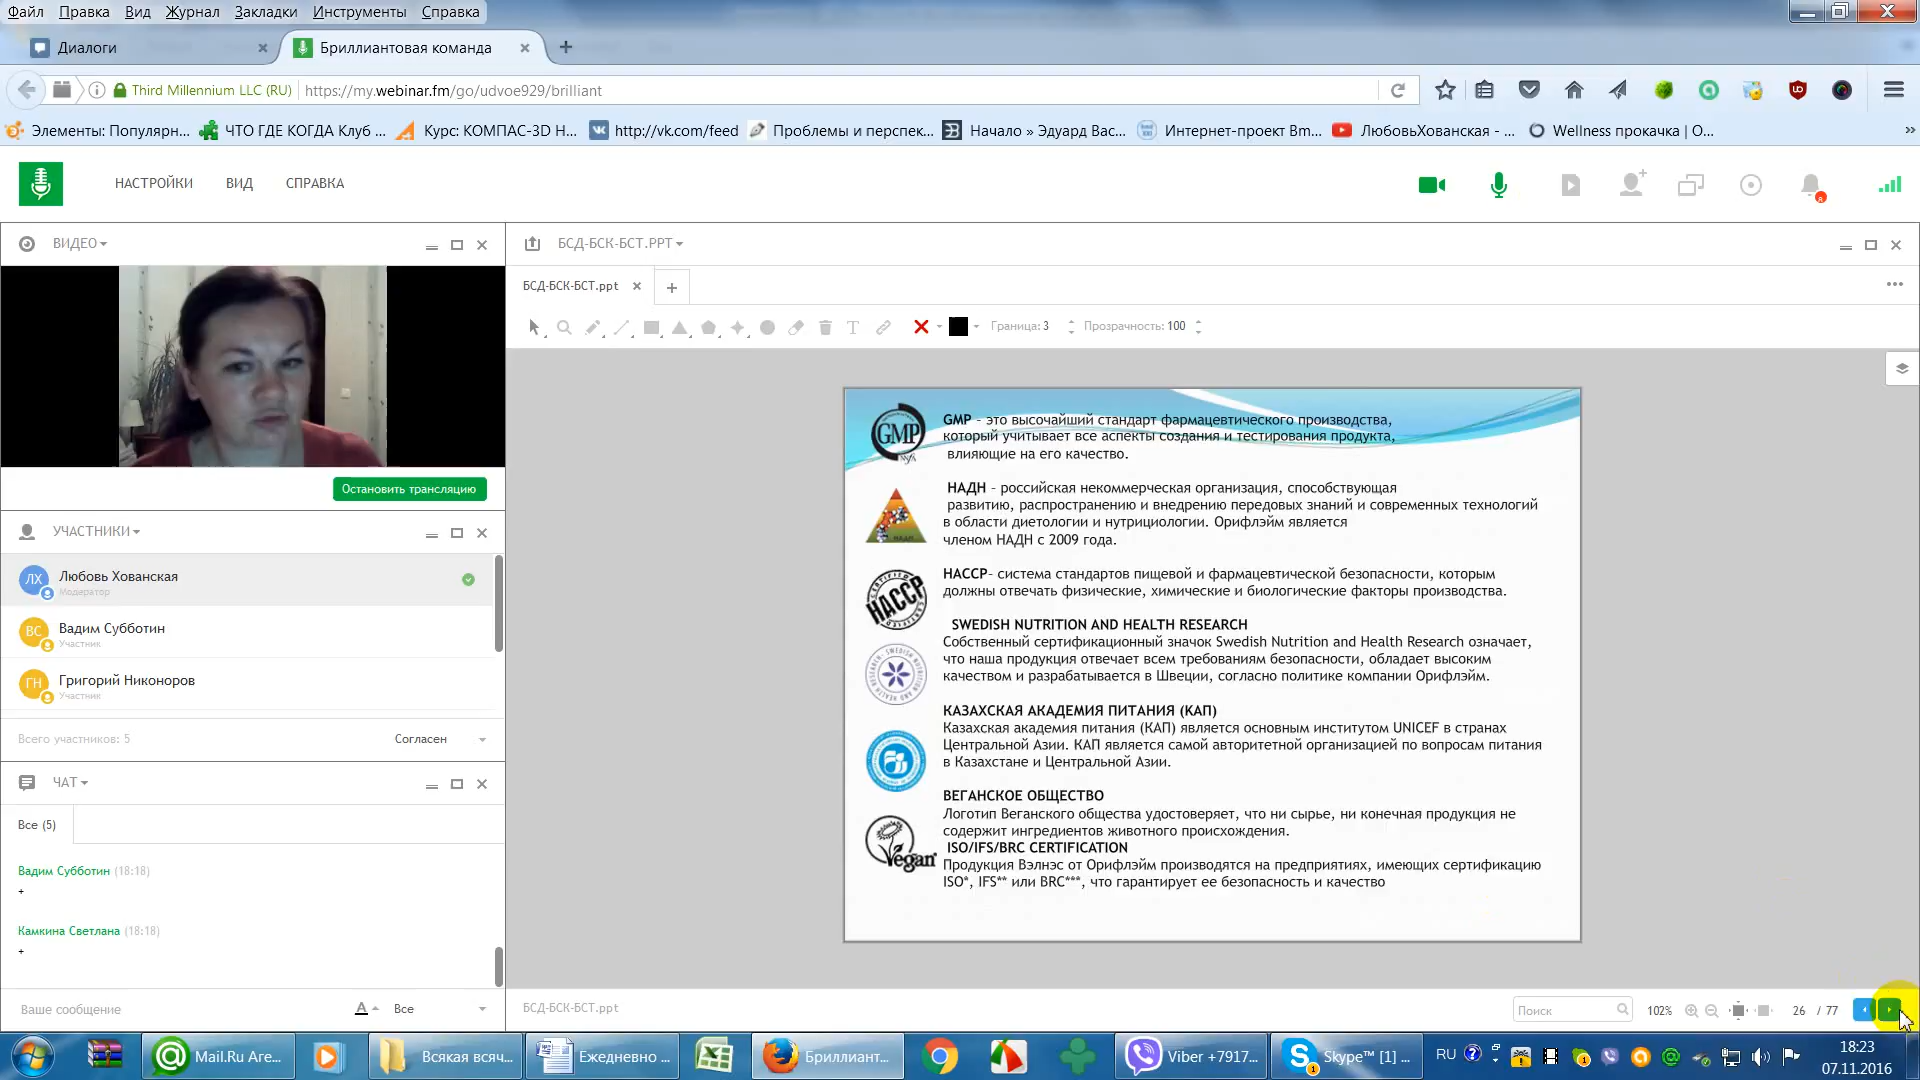 Файл Правка Вид Журнал Закладки Инструменты Справка
Диалоги
Бриллиантовая команда
Third Millennium LLC (RU)
https://my.webinar.fm/go/udvoe929/brilliant
Элементы: Популярн...
ЧТО ГДЕ КОГДА Клуб ...
Курс: КОМПАС-3D Н...
http://vk.com/feed
Проблемы и перспек...
Начало » Эдуард Вас...
Интернет-проект Вm...
ЛюбовьХованская - ...
Wellness прокачка | О...
НАСТРОЙКИ ВИД СПРАВКА
ВИДЕО
Остановить трансляцию
УЧАСТНИКИ
ЛХ
Любовь Хованская
Модератор
ВС
Вадим Субботин
Участник
ГН
Григорий Никоноров
Участник
Всего участников: 5
Согласен
ЧАТ
Все (5)
Вадим Субботин (18:18)
+
Камкина Светлана (18:18)
+
Ваше сообщение
A
Все
БСД-БСК-БСТ.PPT
БСД-БСК-БСТ.ppt
Граница: 3
Прозрачность: 100
GMP
GMP - это высочайший стандарт фармацевтического производства,
который учитывает все аспекты создания и тестирования продукта,
влияющие на его качество.
НАДН
НАДН - российская некоммерческая организация, способствующая
развитию, распространению и внедрению передовых знаний и современных технологий
в области диетологии и нутрициологии. Орифлэйм является
членом НАДН с 2009 года.
CERTIFIED
HACCP
HACCP– система стандартов пищевой и фармацевтической безопасности, которым
должны отвечать физические, химические и биологические факторы производства.
SWEDISH NUTRITION AND HEALTH RESEARCH
Собственный сертификационный значок Swedish Nutrition and Health Research означает,
что наша продукция отвечает всем требованиям безопасности, обладает высоким
качеством и разрабатывается в Швеции, согласно политике компании Орифлэйм.
КАЗАХСКАЯ АКАДЕМИЯ ПИТАНИЯ (КАП)
Казахская академия питания (КАП) является основным институтом UNICEF в странах
Центральной Азии. КАП является самой авторитетной организацией по вопросам питания
в Казахстане и Центральной Азии.
ВЕГАНСКОЕ ОБЩЕСТВО
Логотип Веганского общества удостоверяет, что ни сырье, ни конечная продукция не
содержит ингредиентов животного происхождения.
Vegan
ISO/IFS/BRC CERTIFICATION
Продукция Вэлнэс от Орифлэйм производятся на предприятиях, имеющих сертификацию
ISO*, IFS** или BRC***, что гарантирует ее безопасность и качество
БСД-БСК-БСТ.ppt
Поиск
102%
26 / 77
Mail.Ru Аге...
Всякая всяч...
Ежедневно ...
Бриллиант...
Viber +7917...
Skype™ [1] ...
RU
18:23
07.11.2016